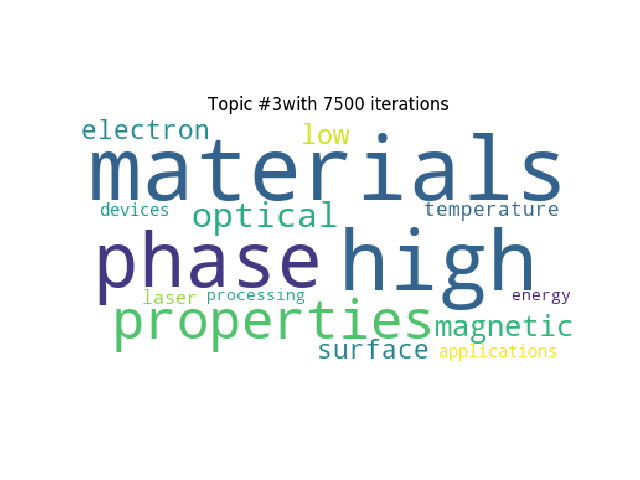 Topic #3with 7500 iterations
electron low
materials
devices optical temperature
phase high
laser processing energy
properties magnetic
surface applications